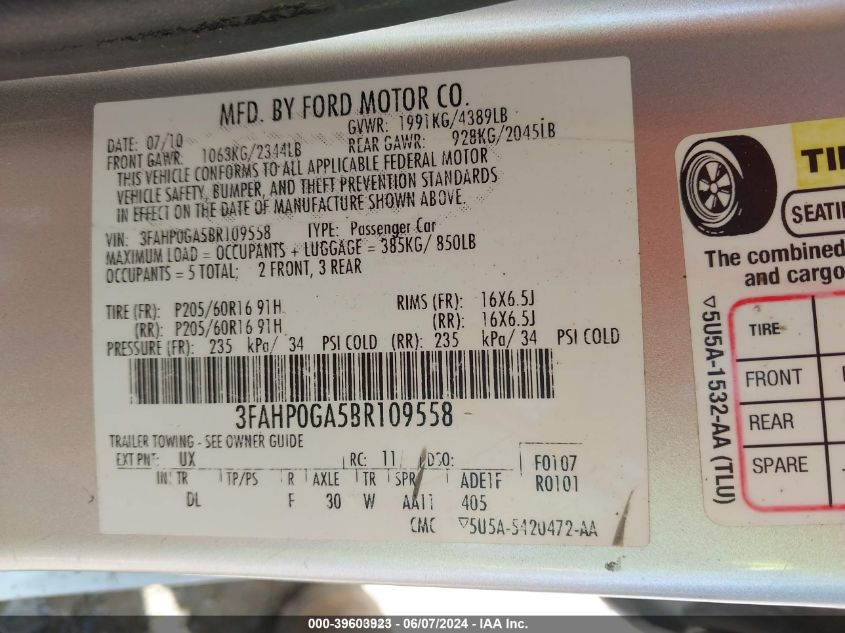 MFD. BY FORD MOTOR CO.
DATE: 07/10 GVWR: 1991KG/4389LB
FRONT GAWR: 1063KG/2344LB REAR GAWR: 928KG/2045LB
THIS VEHICLE CONFORMS TO ALL APPLICABLE FEDERAL MOTOR
VEHICLE SAFETY, BUMPER, AND THEFT PREVENTION STANDARDS
IN EFFECT ON THE DATE OF MANUFACTURE SHOWN ABOVE.
VIN: 3FAHP0GA5BR109558 TYPE: Passenger Car
MAXIMUM LOAD = OCCUPANTS + LUGGAGE = 385KG/ 850LB
OCCUPANTS = 5 TOTAL: 2 FRONT, 3 REAR
TIRE (FR): P205/60R16 91H RIMS (FR): 16X6.5J
(RR): P205/60R16 91H (RR): 16X6.5J
PRESSURE (FR): 235 kPa/ 34 PSI COLD (RR): 235 kPa/ 34 PSI COLD
3FAHP0GA5BR109558
TRAILER TOWING - SEE OWNER GUIDE
EXT PNT: UX RC: 11 DSO: F0107
IN TR TP/PS R AXLE TR SPR ADE1F R0101
DL F 30 W AA11 405
CMC ▽5U5A-5420472-AA
TI
SEATI
The combined
and cargo
▽5U5A-1532-AA (TLU)
TIRE
FRONT
REAR
SPARE
000-39603923 - 06/07/2024 - IAA Inc.